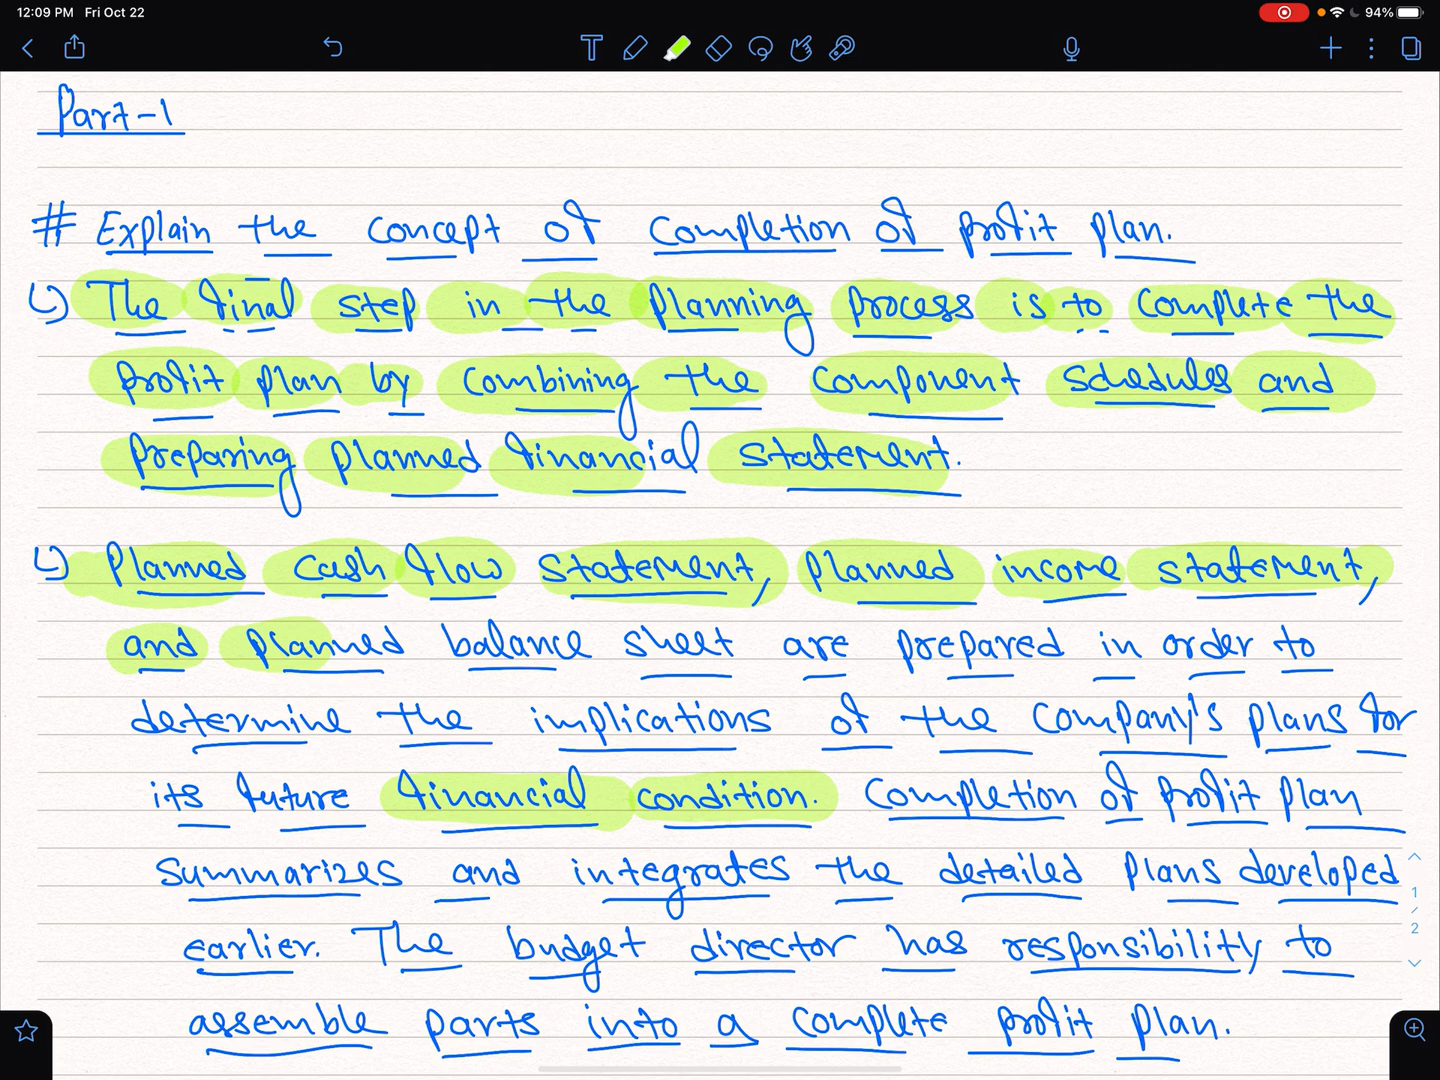 12:09 PM Fri Oct 22
94%
Part-1
# Explain the concept of completion of profit plan.
The final step in the planning process is to complete the
profit plan by combining the component schedules and
preparing planned financial statement.
Planned cash flow statement, planned income statement,
and planned balance sheet are prepared in order to
determine the implications of the company's plans for
its future financial condition. Completion of profit plan
summarizes and integrates the detailed plans developed
earlier. The budget director has responsibility to
assemble parts into a complete profit plan.
1
/
2